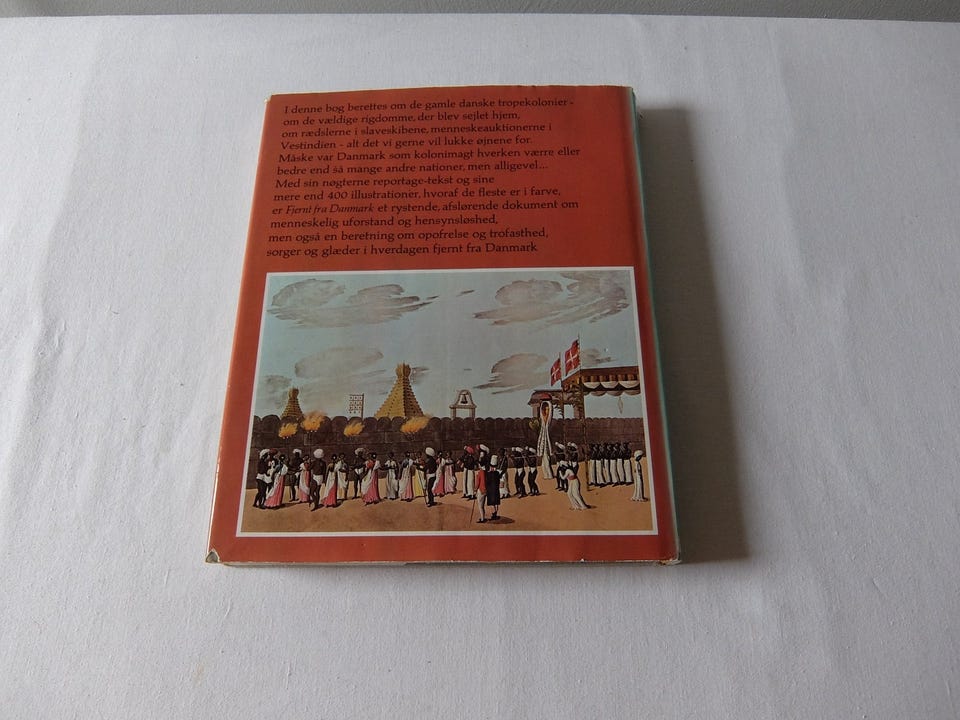 I denne bog berettes om de gamle danske tropekolonier -
om de vældige rigdomme, der blev sejlet hjem,
om rædslerne i slaveskibene, menneskeauktionerne i
Vestindien - alt det vi gerne vil lukke øjnene for.
Måske var Danmark som kolonimagt hverken værre eller
bedre end så mange andre nationer, men alligevel...
Med sin nøgterne reportage-tekst og sine
mere end 400 illustrationer, hvoraf de fleste er i farve,
er Fjernt fra Danmark et rystende, afslørende dokument om
menneskelig uforstand og hensynsløshed,
men også en beretning om opofrelse og trofasthed,
sorger og glæder i hverdagen fjernt fra Danmark